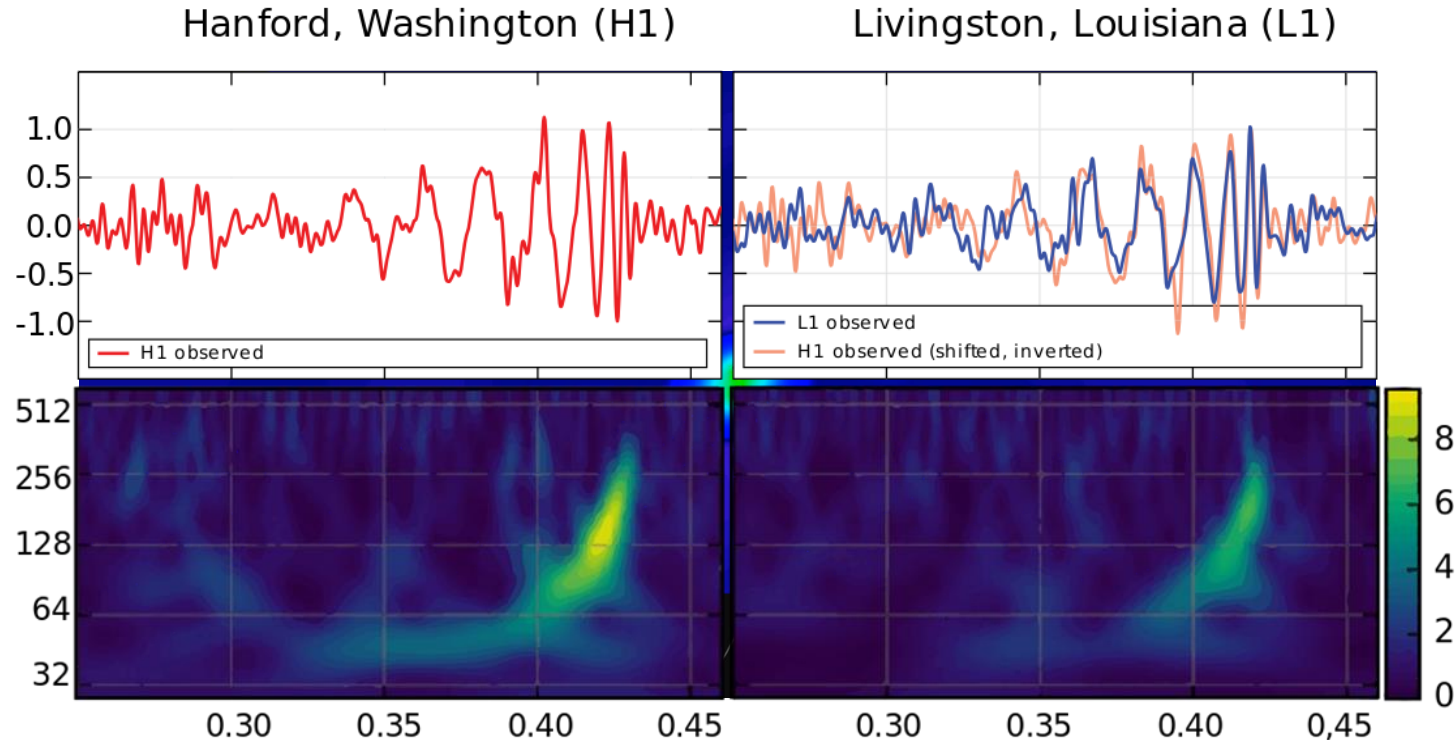 Hanford, Washington (H1)
Livingston, Louisiana (L1)
1.0
0.5
0.0
-0.5
-1.0
H1 observed
L1 observed
H1 observed (shifted, inverted)
512
256
128
64
32
8
6
4
2
0
0.30 0.35 0.40 0.45
0.30 0.35 0.40 0,45